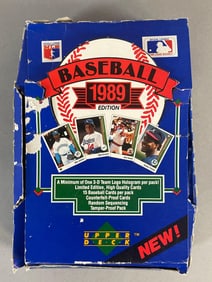 BASEBALL
1989
EDITION
A Maximum of One 3-D Team Logo Hologram per pack!
Limited Edition, High Quality Cards
15 Baseball Cards per pack
Counterfeit-Proof Cards
Random Sequencing
Tamper-Proof Pack
UPPER
DECK
NEW!